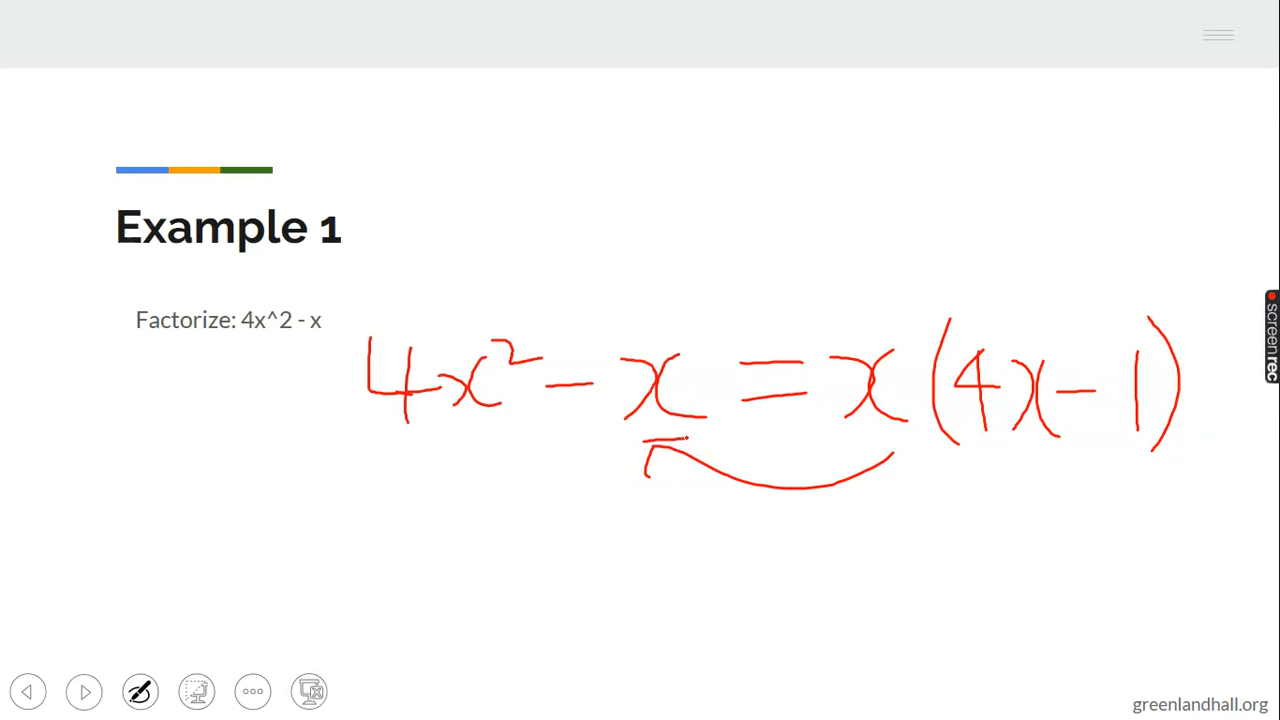 Example 1
Factorize: 4x^2 - x
4x² - x = x(4x - 1)
screenrec
greenlandhall.org